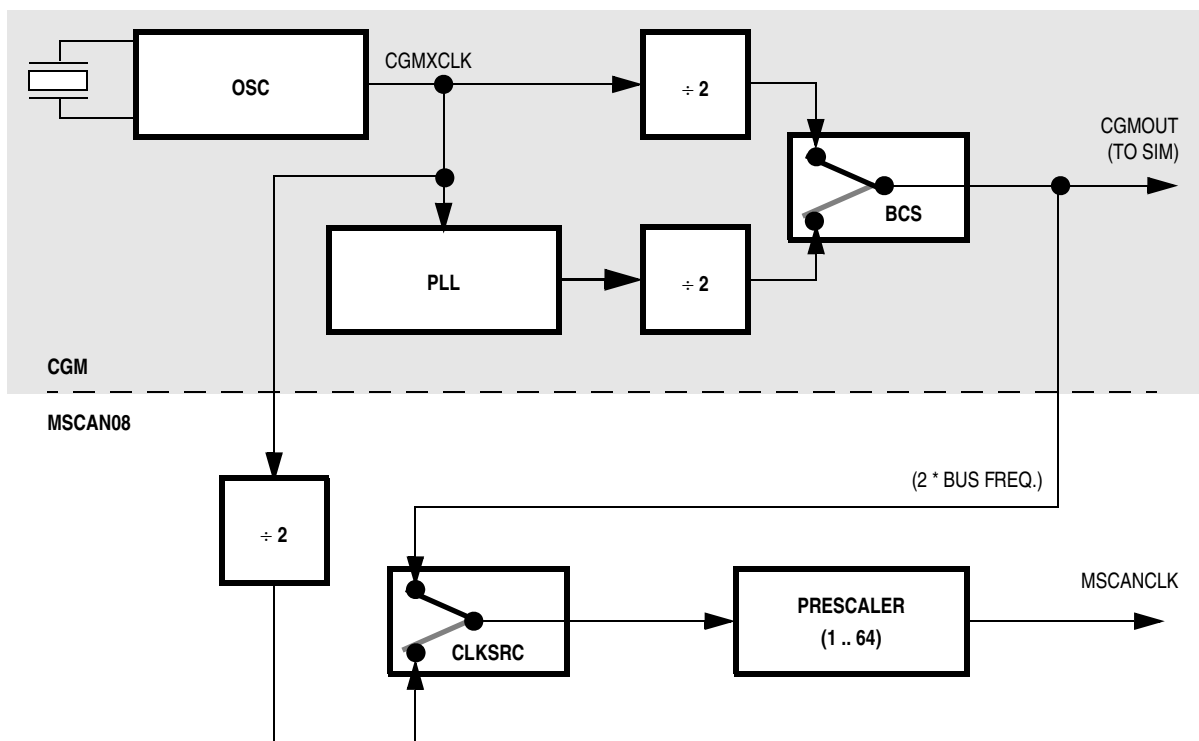 CGMXCLK
OSC
÷ 2
CGMOUT
(TO SIM)
BCS
PLL
÷ 2
CGM
MSCAN08
(2 * BUS FREQ.)
÷ 2
MSCANCLK
PRESCALER
(1 .. 64)
CLKSRC